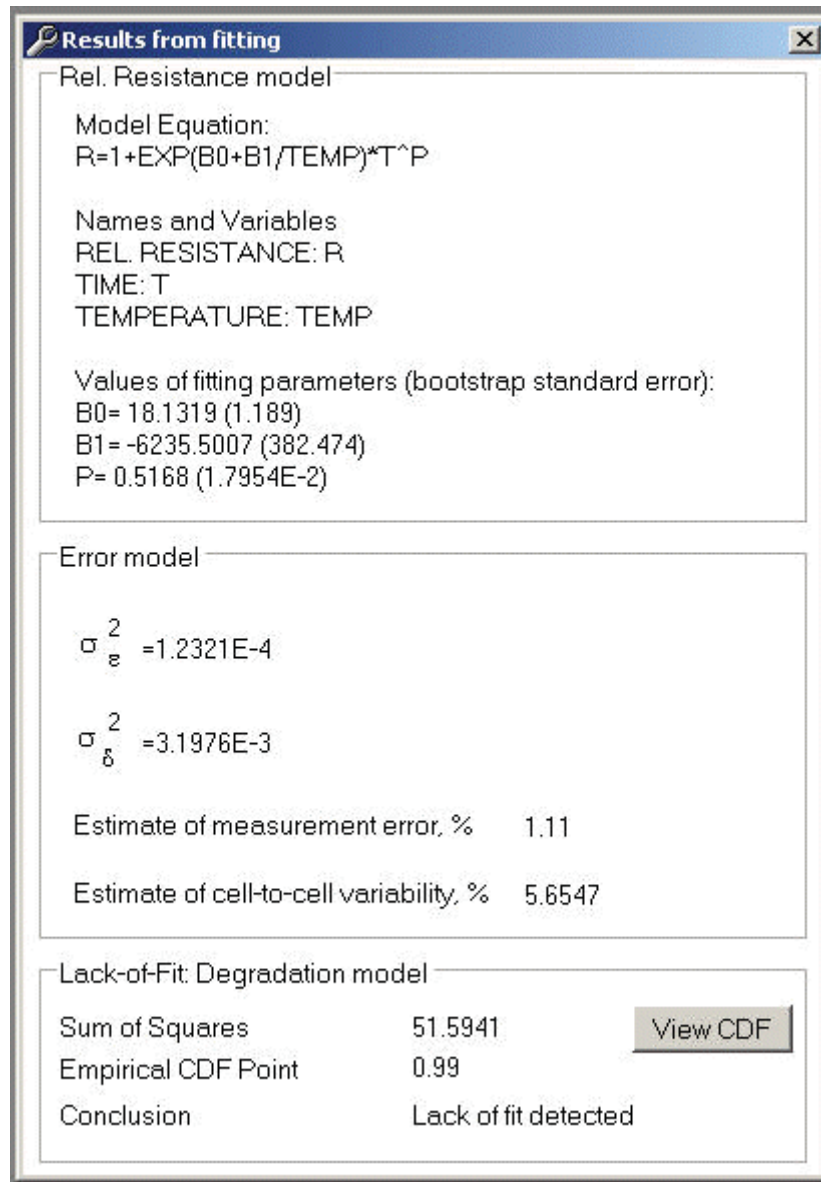 Results from fitting
Rel. Resistance model
Model Equation:
R=1+EXP(B0+B1/TEMP)*T^P
Names and Variables
REL. RESISTANCE: R
TIME: T
TEMPERATURE: TEMP
Values of fitting parameters (bootstrap standard error):
B0= 18.1319 (1.189)
B1= -6235.5007 (382.474)
P= 0.5168 (1.7954E-2)
Error model
σ 2 ε =1.2321E-4
σ 2 δ =3.1976E-3
Estimate of measurement error, % 1.11
Estimate of cell-to-cell variability, % 5.6547
Lack-of-Fit: Degradation model
Sum of Squares 51.5941 View CDF
Empirical CDF Point 0.99
Conclusion Lack of fit detected